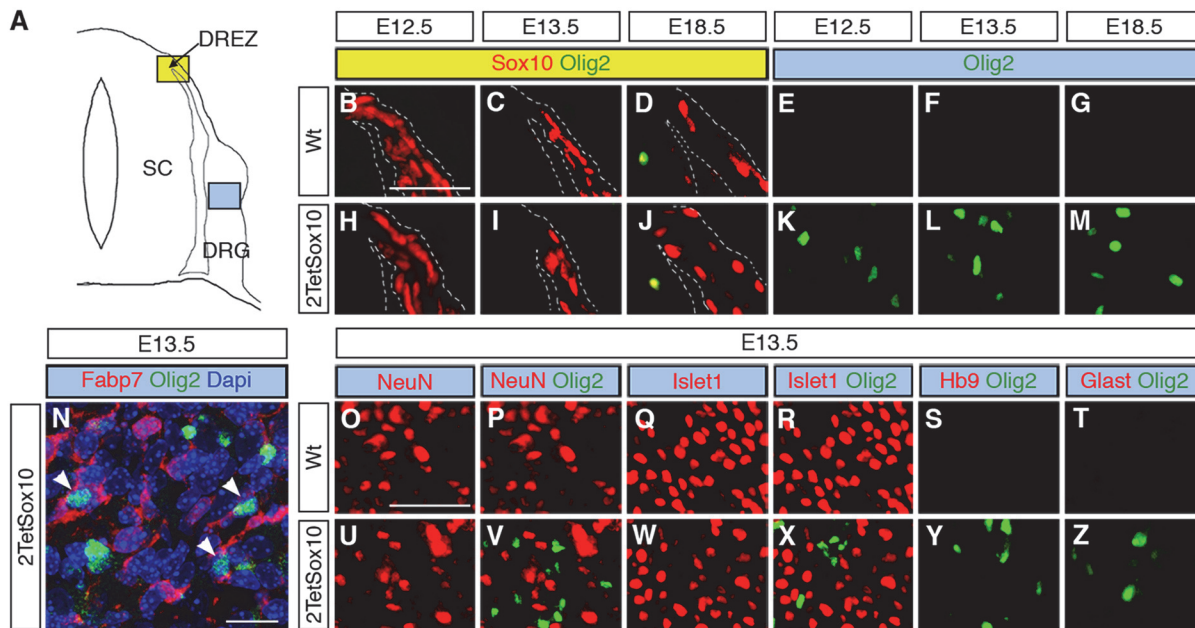 A
DREZ
SC
DRG
E12.5 E13.5 E18.5 E12.5 E13.5 E18.5
Sox10 Olig2 Olig2
Wt
B C D E F G
2TetSox10
H I J K L M
E13.5
Fabp7 Olig2 Dapi
2TetSox10
N
E13.5
NeuN NeuN Olig2 Islet1 Islet1 Olig2 Hb9 Olig2 Glast Olig2
Wt
O P Q R S T
2TetSox10
U V W X Y Z